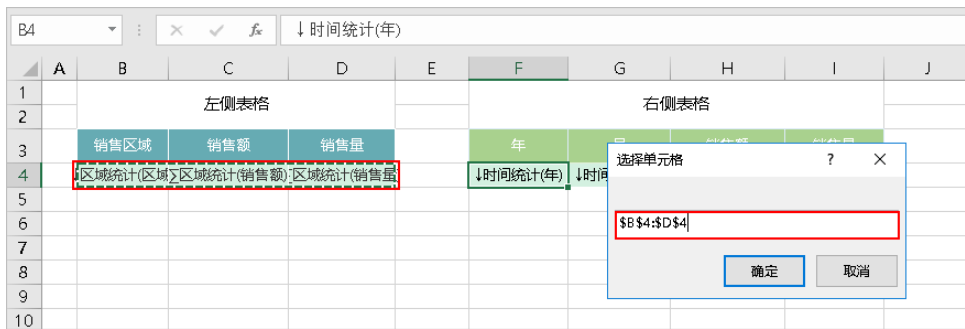 B4 fx ↓时间统计(年)
A B C D E F G H I J
1
左侧表格 右侧表格
2
3 销售区域 销售额 销售量 年
选择单元格 ? ×
4 区域统计(区域 ∑区域统计(销售额) 区域统计(销售量 ↓时间统计(年) ↓时间
5
6 $B$4:$D$4
7
8 确定 取消
9
10